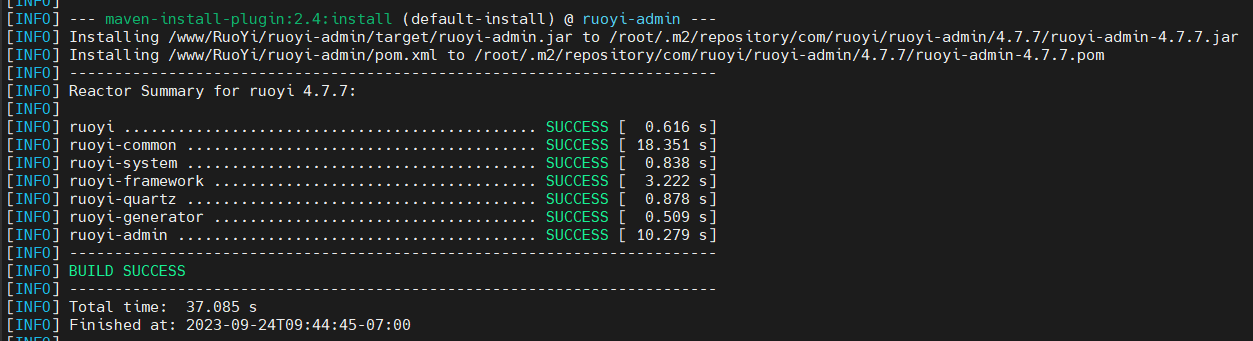 [INFO]
[INFO] --- maven-install-plugin:2.4:install (default-install) @ ruoyi-admin ---
[INFO] Installing /www/RuoYi/ruoyi-admin/target/ruoyi-admin.jar to /root/.m2/repository/com/ruoyi/ruoyi-admin/4.7.7/ruoyi-admin-4.7.7.jar
[INFO] Installing /www/RuoYi/ruoyi-admin/pom.xml to /root/.m2/repository/com/ruoyi/ruoyi-admin/4.7.7/ruoyi-admin-4.7.7.pom
[INFO] ------------------------------------------------------------------------
[INFO] Reactor Summary for ruoyi 4.7.7:
[INFO]
[INFO] ruoyi .............................................. SUCCESS [  0.616 s]
[INFO] ruoyi-common ....................................... SUCCESS [ 18.351 s]
[INFO] ruoyi-system ....................................... SUCCESS [  0.838 s]
[INFO] ruoyi-framework .................................... SUCCESS [  3.222 s]
[INFO] ruoyi-quartz ....................................... SUCCESS [  0.878 s]
[INFO] ruoyi-generator .................................... SUCCESS [  0.509 s]
[INFO] ruoyi-admin ........................................ SUCCESS [ 10.279 s]
[INFO] ------------------------------------------------------------------------
[INFO] BUILD SUCCESS
[INFO] ------------------------------------------------------------------------
[INFO] Total time:  37.085 s
[INFO] Finished at: 2023-09-24T09:44:45-07:00
[INFO]